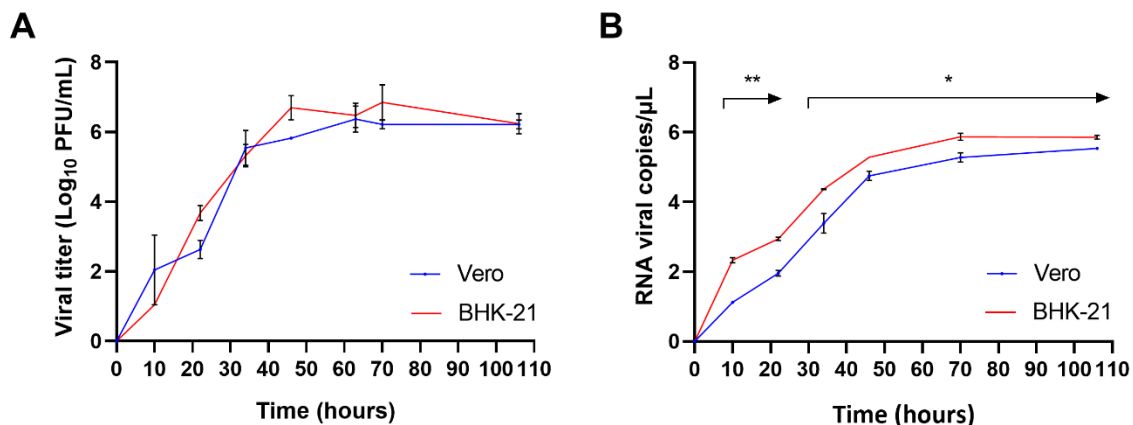 A
Viral titer (Log₁₀ PFU/mL)
8
6
4
2
0
0 10 20 30 40 50 60 70 80 90 100 110
Time (hours)
Vero
BHK-21
B
RNA viral copies/µL
8
6
4
2
0
** *
0 10 20 30 40 50 60 70 80 90 100 110
Time (hours)
Vero
BHK-21